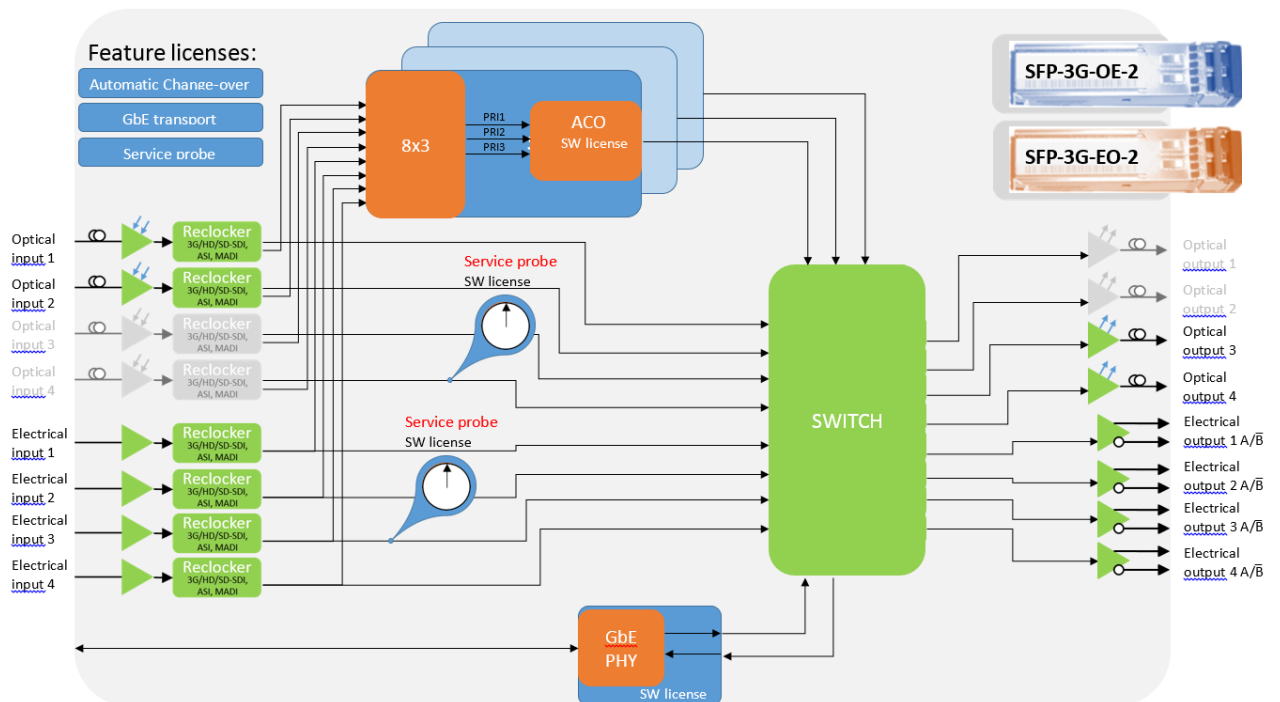 Feature licenses:
Automatic Change-over
GbE transport
Service probe
8x3
PRI1
PRI2
PRI3
ACO
SW license
SFP-3G-OE-2
SFP-3G-EO-2
Optical
input 1
Reclocker
3G/HD/SD-SDI,
ASI, MADI
Optical
input 2
Reclocker
3G/HD/SD-SDI,
ASI, MADI
Optical
input 3
Reclocker
3G/HD/SD-SDI,
ASI, MADI
Optical
input 4
Reclocker
3G/HD/SD-SDI,
ASI, MADI
Electrical
input 1
Reclocker
3G/HD/SD-SDI,
ASI, MADI
Electrical
input 2
Reclocker
3G/HD/SD-SDI,
ASI, MADI
Electrical
input 3
Reclocker
3G/HD/SD-SDI,
ASI, MADI
Electrical
input 4
Reclocker
3G/HD/SD-SDI,
ASI, MADI
Service probe
SW license
Service probe
SW license
SWITCH
Optical
output 1
Optical
output 2
Optical
output 3
Optical
output 4
Electrical
output 1 A/B̅
Electrical
output 2 A/B̅
Electrical
output 3 A/B̅
Electrical
output 4 A/B̅
GbE
PHY
SW license